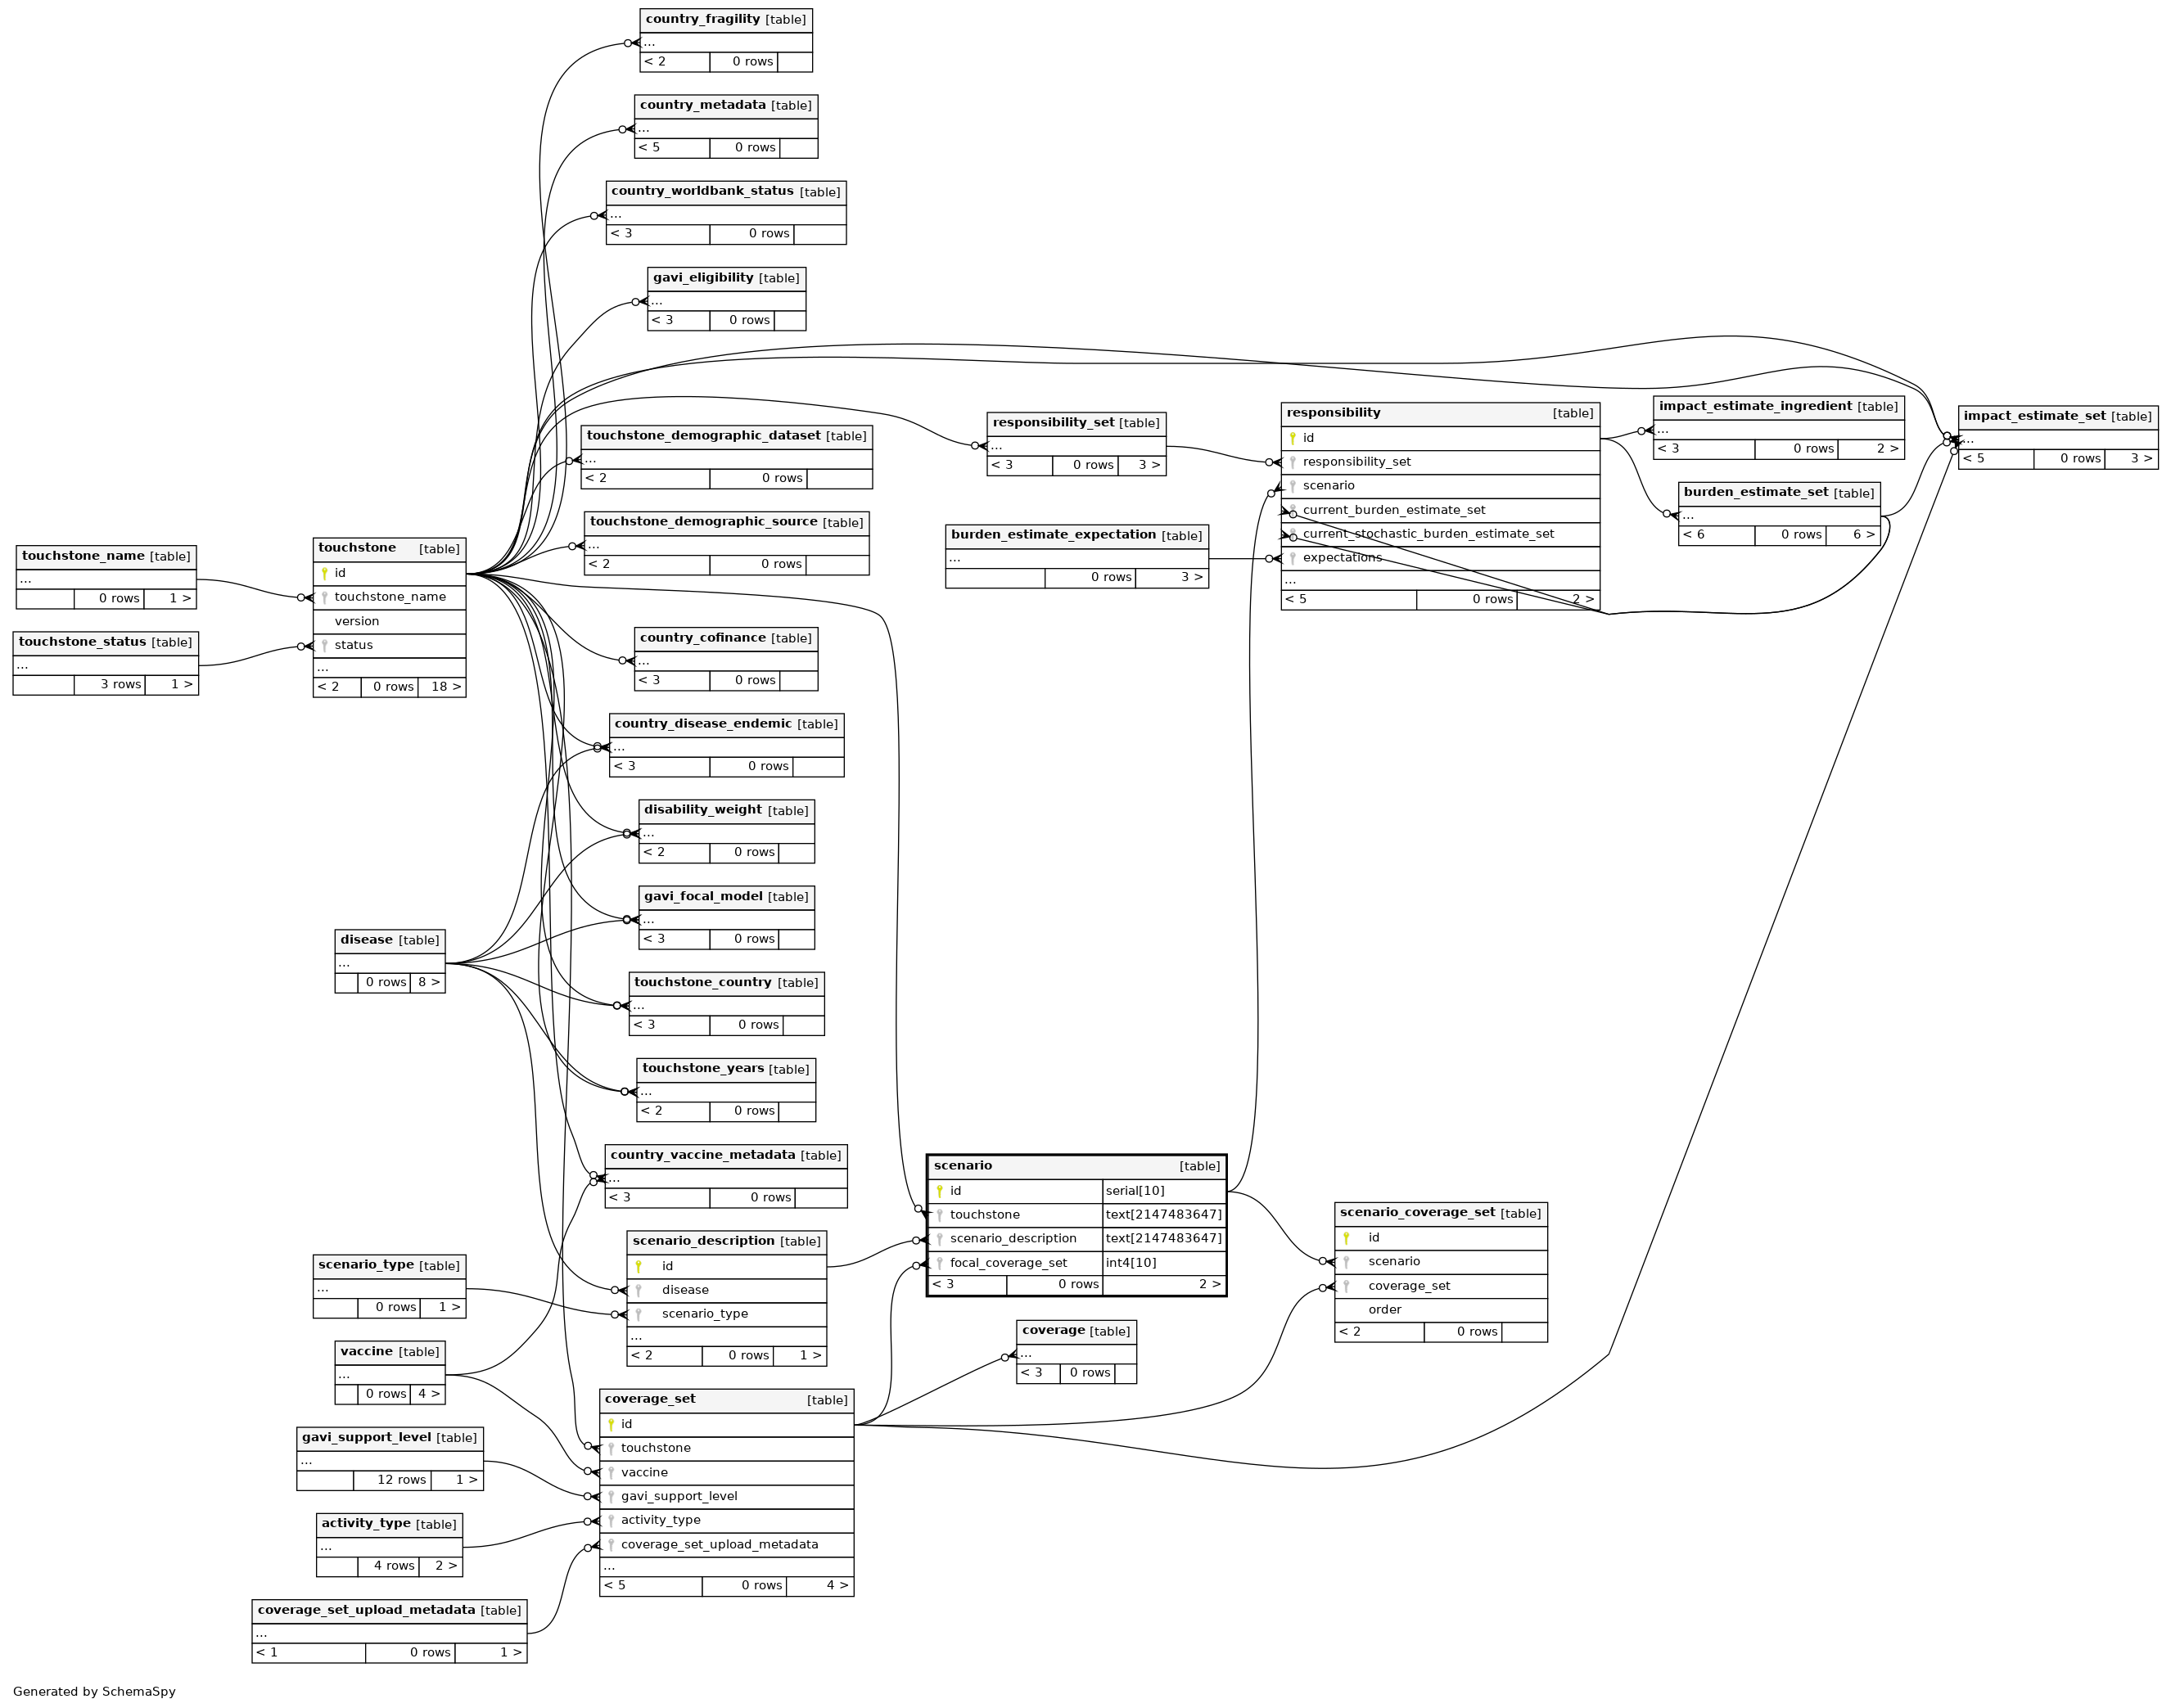 country_fragility [table]
...
< 2 0 rows
country_metadata [table]
...
< 5 0 rows
country_worldbank_status [table]
...
< 3 0 rows
gavi_eligibility [table]
...
< 3 0 rows
touchstone_demographic_dataset [table]
...
< 2 0 rows
touchstone_demographic_source [table]
...
< 2 0 rows
responsibility_set [table]
...
< 3 0 rows 3 >
burden_estimate_expectation [table]
...
0 rows 3 >
responsibility [table]
id
responsibility_set
scenario
current_burden_estimate_set
current_stochastic_burden_estimate_set
expectations
...
< 5 0 rows 2 >
impact_estimate_ingredient [table]
...
< 3 0 rows 2 >
burden_estimate_set [table]
...
< 6 0 rows 6 >
impact_estimate_set [table]
...
< 5 0 rows 3 >
touchstone_name [table]
...
0 rows 1 >
touchstone_status [table]
...
3 rows 1 >
touchstone [table]
id
touchstone_name
version
status
...
< 2 0 rows 18 >
country_cofinance [table]
...
< 3 0 rows
country_disease_endemic [table]
...
< 3 0 rows
disability_weight [table]
...
< 2 0 rows
gavi_focal_model [table]
...
< 3 0 rows
disease [table]
...
0 rows 8 >
touchstone_country [table]
...
< 3 0 rows
touchstone_years [table]
...
< 2 0 rows
country_vaccine_metadata [table]
...
< 3 0 rows
scenario [table]
id serial[10]
touchstone text[2147483647]
scenario_description text[2147483647]
focal_coverage_set int4[10]
< 3 0 rows 2 >
scenario_coverage_set [table]
id
scenario
coverage_set
order
< 2 0 rows
scenario_description [table]
id
disease
scenario_type
...
< 2 0 rows 1 >
scenario_type [table]
...
0 rows 1 >
vaccine [table]
...
0 rows 4 >
coverage [table]
...
< 3 0 rows
coverage_set [table]
id
touchstone
vaccine
gavi_support_level
activity_type
coverage_set_upload_metadata
...
< 5 0 rows 4 >
gavi_support_level [table]
...
12 rows 1 >
activity_type [table]
...
4 rows 2 >
coverage_set_upload_metadata [table]
...
< 1 0 rows 1 >
Generated by SchemaSpy